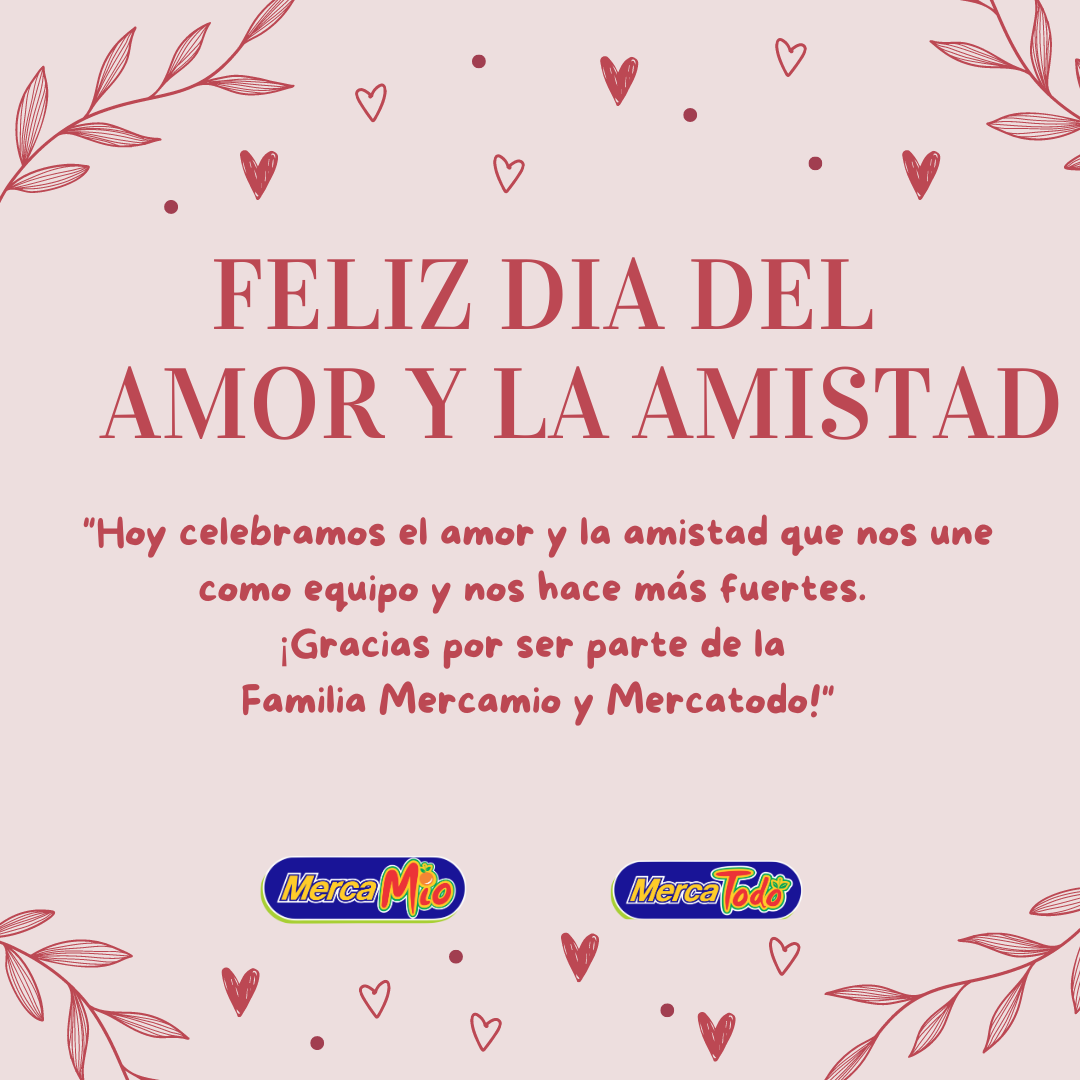 FELIZ DIA DEL
AMOR Y LA AMISTAD
"Hoy celebramos el amor y la amistad que nos une
como equipo y nos hace más fuertes.
¡Gracias por ser parte de la
Familia Mercamio y Mercatodo!"
MercaMio
MercaTodo